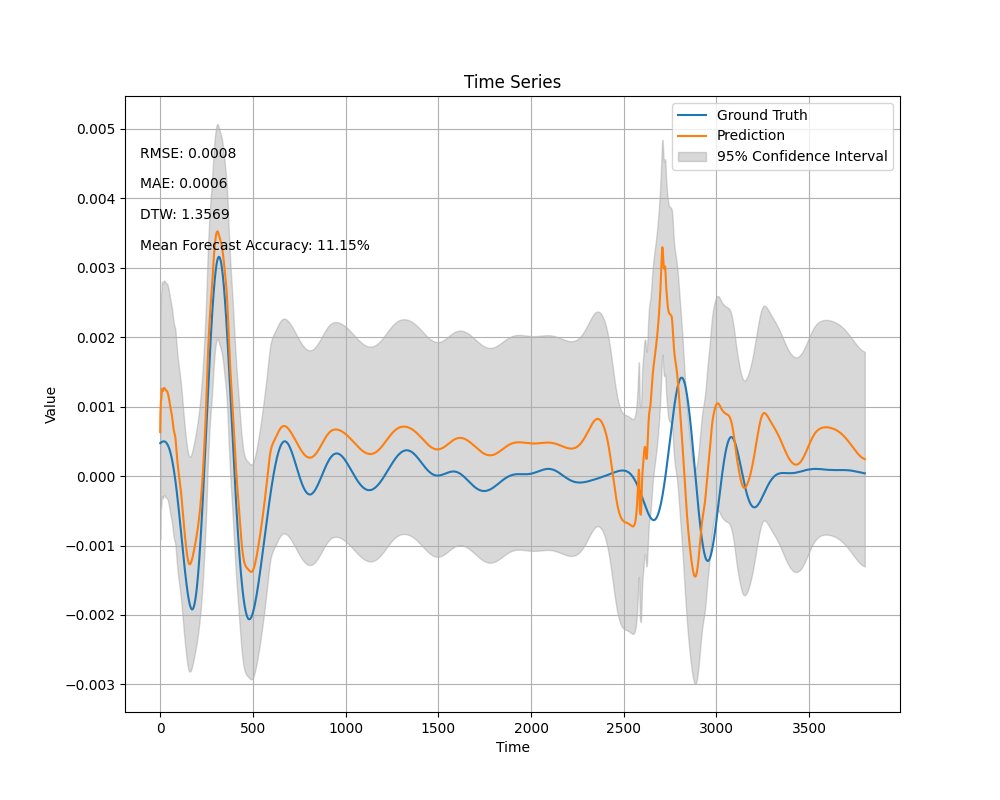 Time Series
Ground Truth
Prediction
95% Confidence Interval
RMSE: 0.0008
MAE: 0.0006
DTW: 1.3569
Mean Forecast Accuracy: 11.15%
Value
0.005
0.004
0.003
0.002
0.001
0.000
−0.001
−0.002
−0.003
0 500 1000 1500 2000 2500 3000 3500
Time